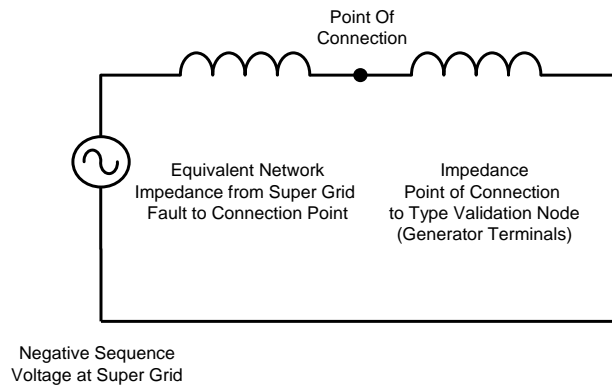 Point Of
Connection
Equivalent Network
Impedance from Super Grid
Fault to Connection Point
Impedance
Point of Connection
to Type Validation Node
(Generator Terminals)
Negative Sequence
Voltage at Super Grid